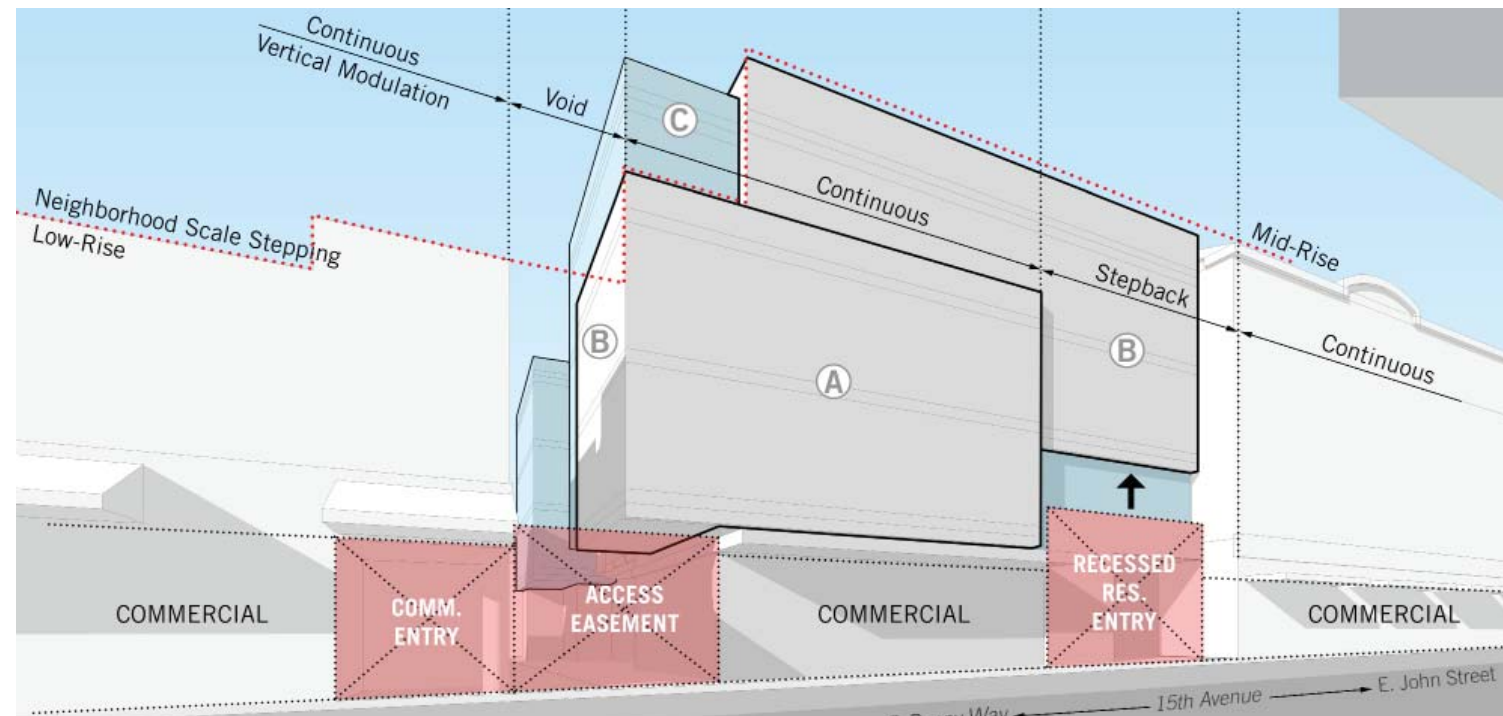 Continuous
Vertical Modulation
Void
C
Neighborhood Scale Stepping
Low-Rise
Continuous
Mid-Rise
Stepback
Continuous
B
A
B
COMMERCIAL
COMM.
ENTRY
ACCESS
EASEMENT
COMMERCIAL
RECESSED
RES.
ENTRY
COMMERCIAL
Way
15th Avenue
E. John Street